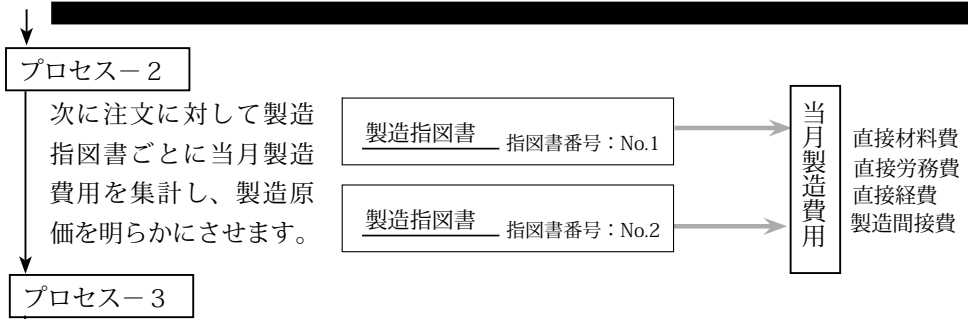 プロセス－２
次に注文に対して製造
指図書ごとに当月製造
費用を集計し、製造原
価を明らかにさせます。
製造指図書 指図書番号：No.1
製造指図書 指図書番号：No.2
当月製造費用
直接材料費
直接労務費
直接経費
製造間接費
プロセス－３